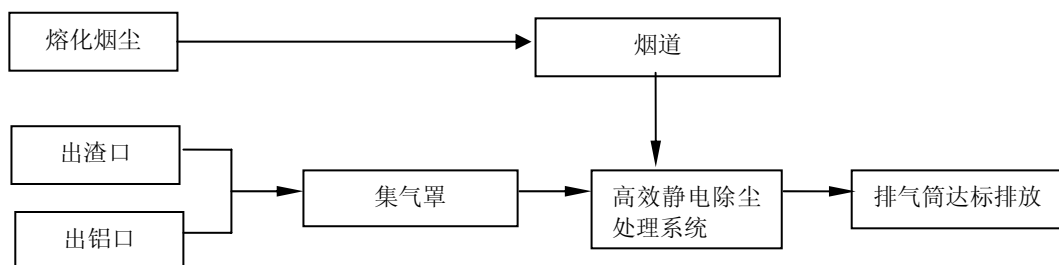 熔化烟尘
烟道
出渣口
集气罩
高效静电除尘
处理系统
排气筒达标排放
出铝口